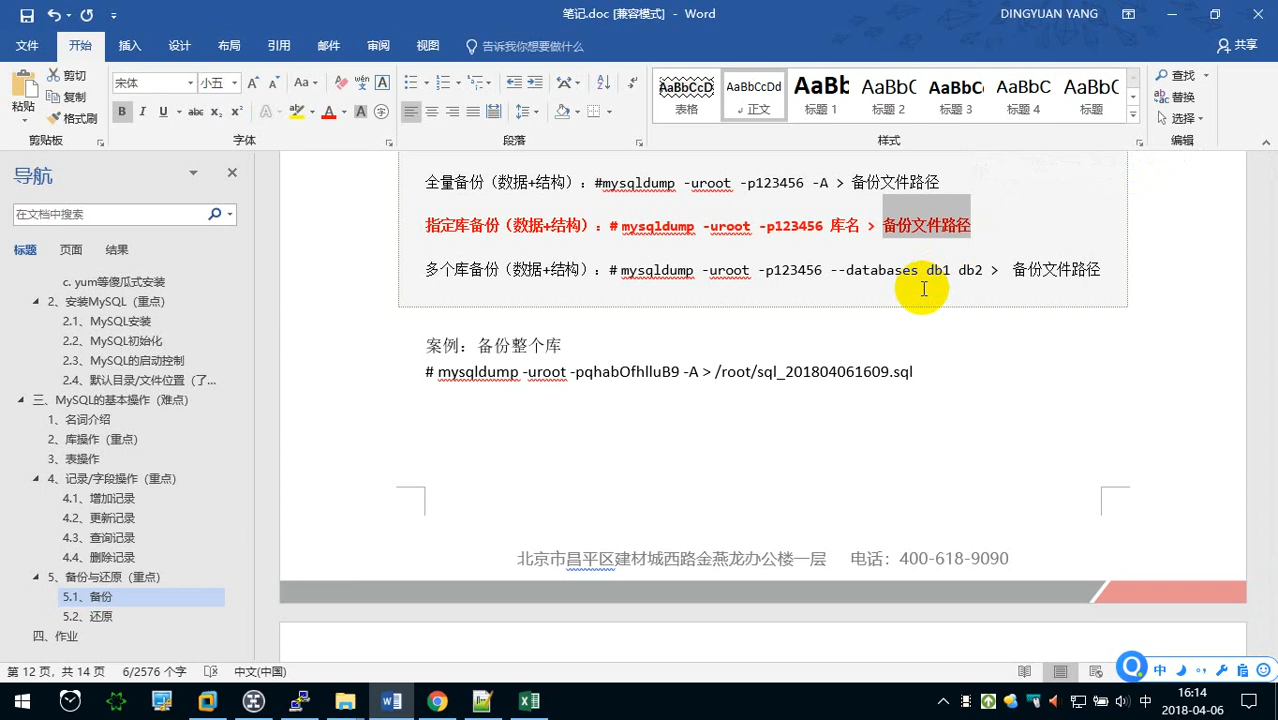 笔记.doc [兼容模式] - Word
DINGYUAN YANG
文件
开始
插入
设计
布局
引用
邮件
审阅
视图
告诉我你想要做什么
共享
粘贴
剪切
复制
格式刷
剪贴板
宋体
小五
字体
段落
AaBbCcD
表格
AaBbCcDd
正文
AaBb
标题 1
AaBbC
标题 2
AaBbC
标题 3
AaBbC
标题 4
AaBbC
标题
样式
查找
替换
选择
编辑
导航
在文档中搜索
标题
页面
结果
c. yum等傻瓜式安装
2、安装MySQL（重点）
2.1、MySQL安装
2.2、MySQL初始化
2.3、MySQL的启动控制
2.4、默认目录/文件位置（了...
三、MySQL的基本操作（难点）
1、名词介绍
2、库操作（重点）
3、表操作
4、记录/字段操作（重点）
4.1、增加记录
4.2、更新记录
4.3、查询记录
4.4、删除记录
5、备份与还原（重点）
5.1、备份
5.2、还原
四、作业
全量备份（数据+结构）：#mysqldump -uroot -p123456 -A > 备份文件路径
指定库备份（数据+结构）：# mysqldump -uroot -p123456 库名 > 备份文件路径
多个库备份（数据+结构）：# mysqldump -uroot -p123456 --databases db1 db2 > 备份文件路径
案例：备份整个库
# mysqldump -uroot -pqhabOfhlluB9 -A > /root/sql_201804061609.sql
北京市昌平区建材城西路金燕龙办公楼一层 电话：400-618-9090
第 12 页，共 14 页
6/2576 个字
中文(中国)
中
中
16:14
2018-04-06